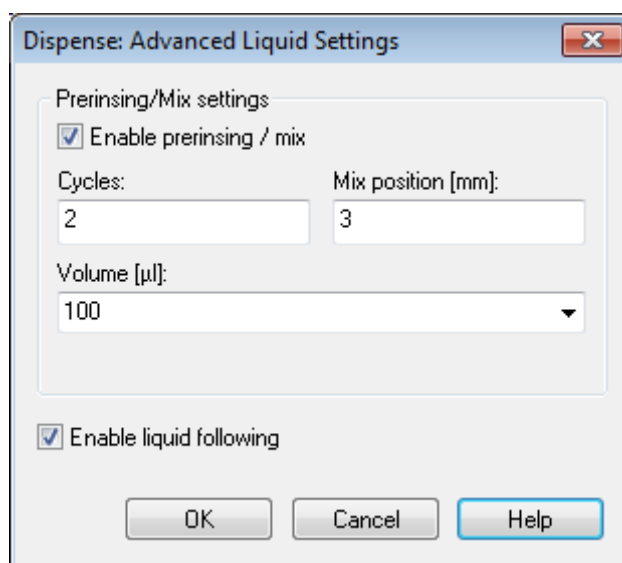 Dispense: Advanced Liquid Settings
Prerinsing/Mix settings
Enable prerinsing / mix
Cycles: Mix position [mm]:
2 3
Volume [µl]:
100
Enable liquid following
OK Cancel Help